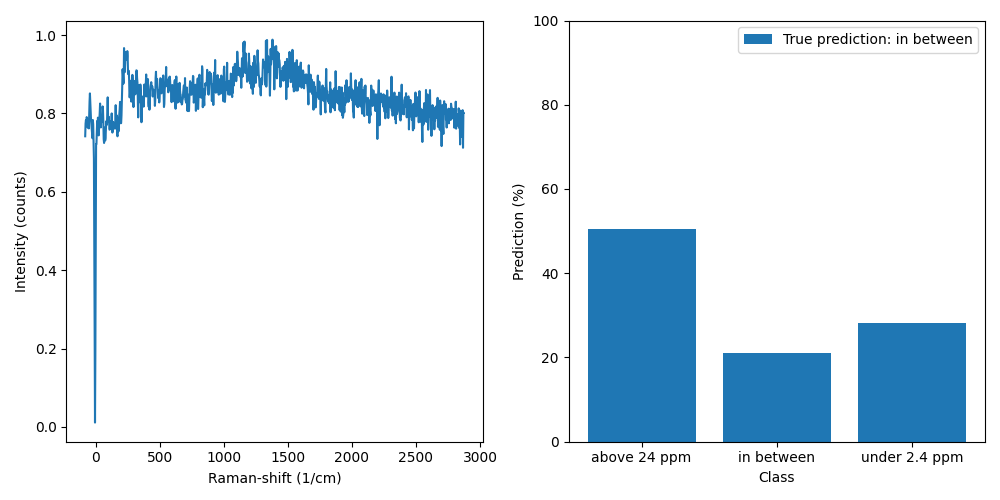 1.0
0.8
0.6
0.4
0.2
0.0
Intensity (counts)
0 500 1000 1500 2000 2500 3000
Raman-shift (1/cm)
100
80
60
40
20
0
Prediction (%)
True prediction: in between
above 24 ppm in between under 2.4 ppm
Class